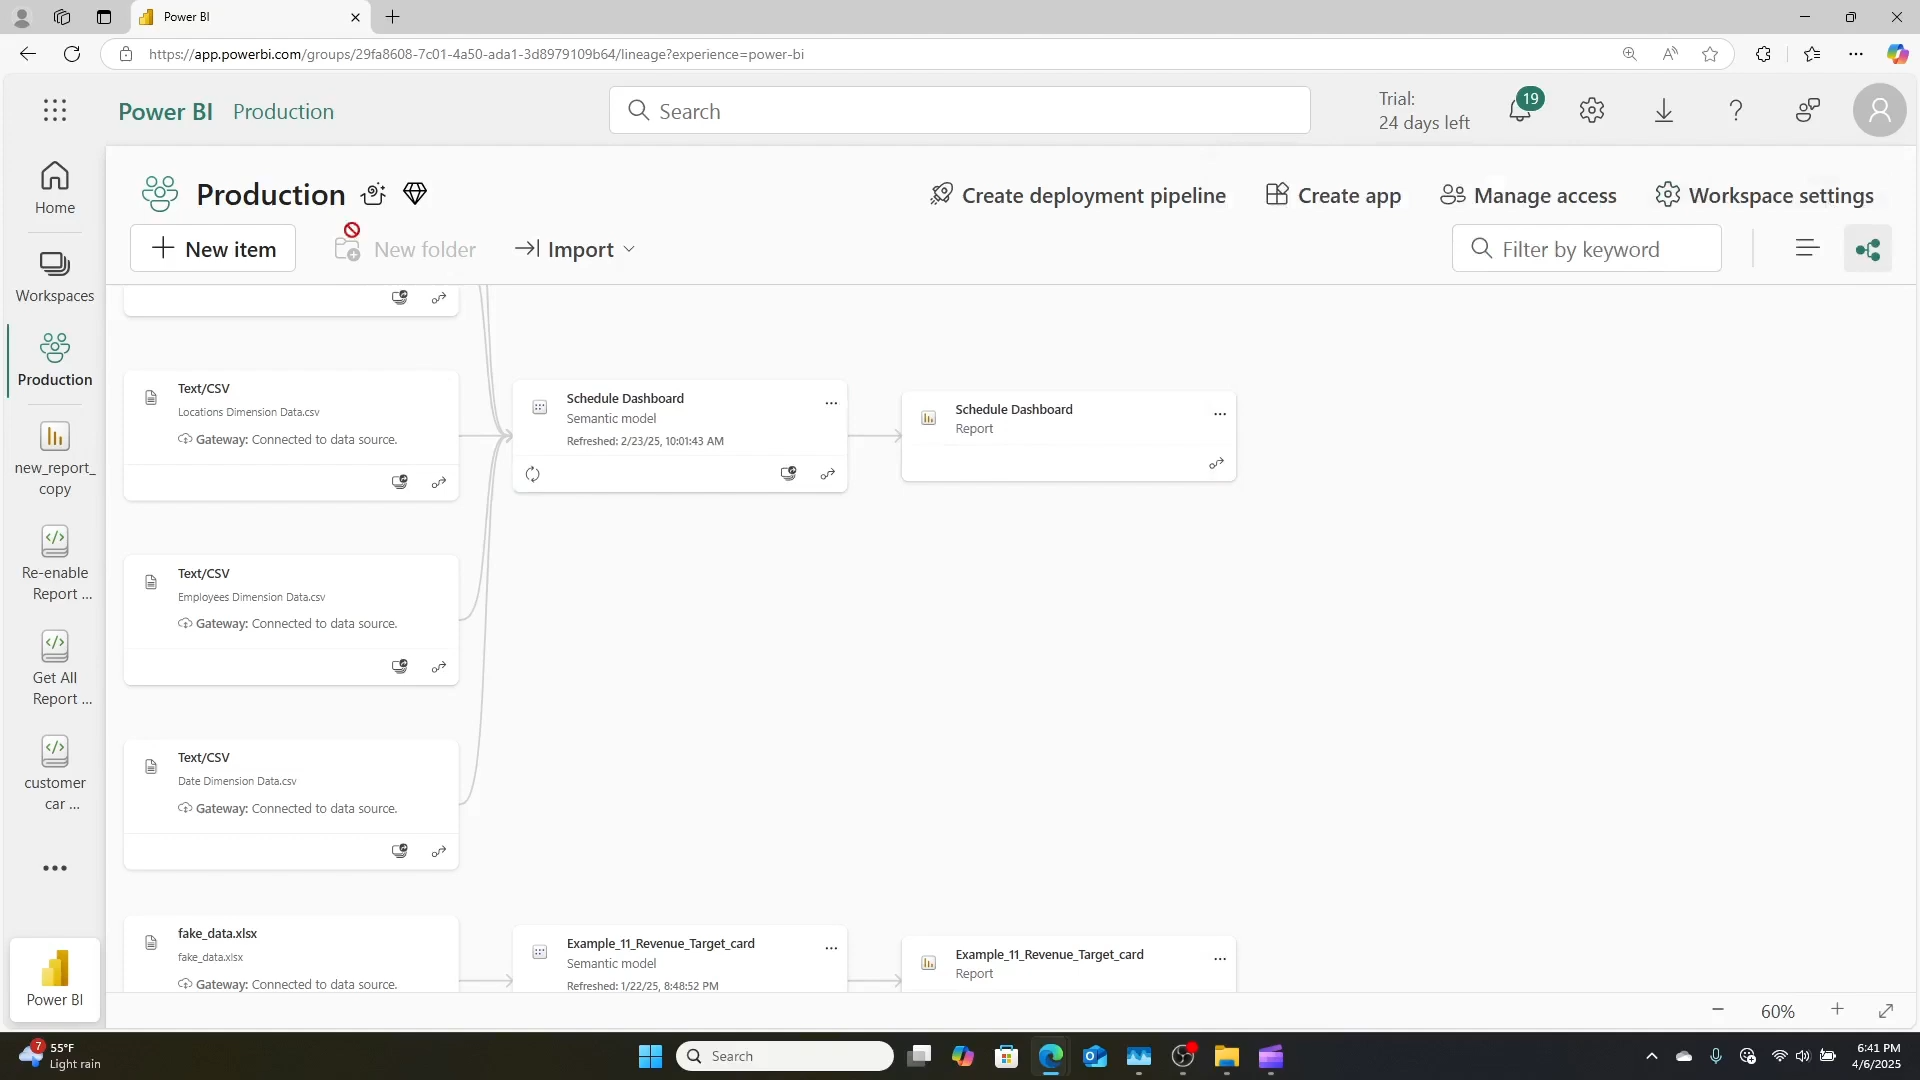 Power BI
https://app.powerbi.com/groups/29fa8608-7c01-4a50-ada1-3d8979109b64/lineage?experience=power-bi
Power BI Production
Search
Trial:
24 days left
19
Home
Workspaces
Production
new_report_
copy
Re-enable
Report ...
Get All
Report ...
customer
car ...
Power BI
Production
Create deployment pipeline
Create app
Manage access
Workspace settings
New item
New folder
Import
Filter by keyword
Text/CSV
Locations Dimension Data.csv
Gateway: Connected to data source.
Schedule Dashboard
Semantic model
Refreshed: 2/23/25, 10:01:43 AM
Schedule Dashboard
Report
Text/CSV
Employees Dimension Data.csv
Gateway: Connected to data source.
Text/CSV
Date Dimension Data.csv
Gateway: Connected to data source.
fake_data.xlsx
fake_data.xlsx
Gateway: Connected to data source.
Example_11_Revenue_Target_card
Semantic model
Refreshed: 1/22/25, 8:48:52 PM
Example_11_Revenue_Target_card
Report
60%
7
55°F
Light rain
Search
6:41 PM
4/6/2025